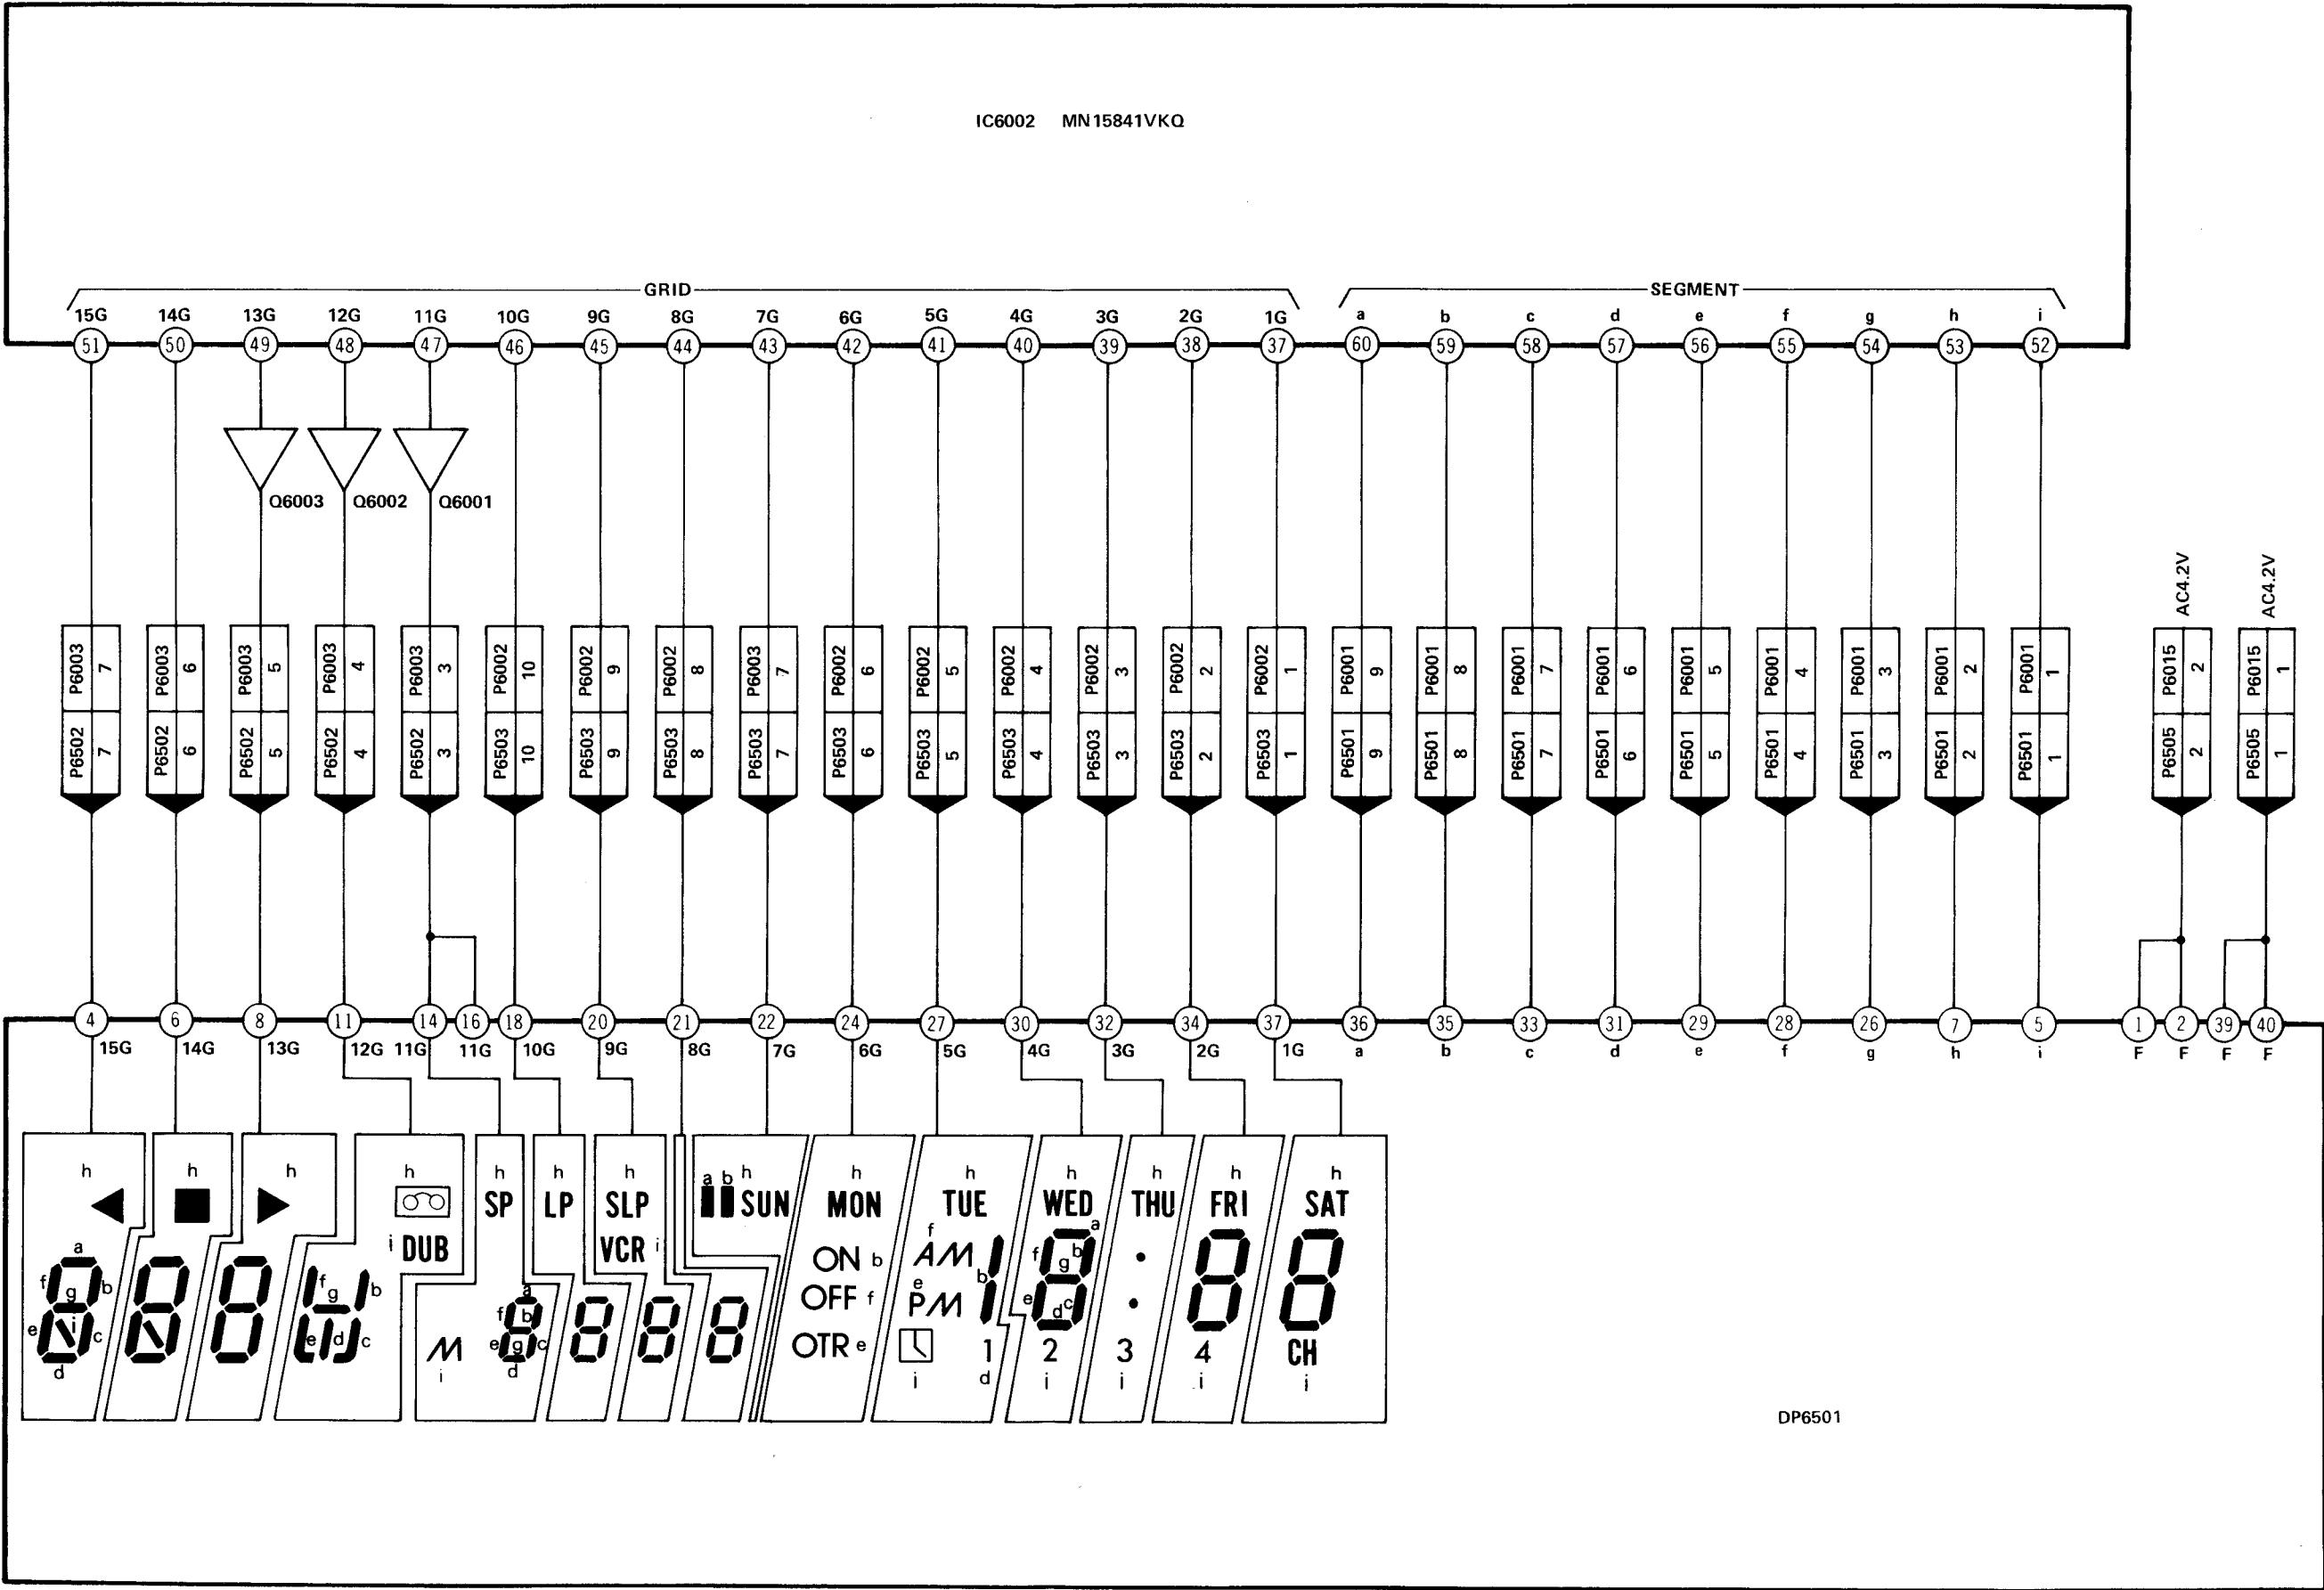 IC6002 MN15841VKQ
GRID SEGMENT
15G 14G 13G 12G 11G 10G 9G 8G 7G 6G 5G 4G 3G 2G 1G a b c d e f g h i
51 50 49 48 47 46 45 44 43 42 41 40 39 38 37 60 59 58 57 56 55 54 53 52
Q6003 Q6002 Q6001
AC4.2V AC4.2V
P6003 7 P6003 6 P6003 5 P6003 4 P6003 3 P6002 10 P6002 9 P6002 8 P6003 7 P6002 6 P6002 5 P6002 4 P6002 3 P6002 2 P6002 1 P6001 9 P6001 8 P6001 7 P6001 6 P6001 5 P6001 4 P6001 3 P6001 2 P6001 1 P6015 2 P6015 1
P6502 7 P6502 6 P6502 5 P6502 4 P6502 3 P6503 10 P6503 9 P6503 8 P6503 7 P6503 6 P6503 5 P6503 4 P6503 3 P6503 2 P6503 1 P6501 9 P6501 8 P6501 7 P6501 6 P6501 5 P6501 4 P6501 3 P6501 2 P6501 1 P6505 2 P6505 1
4 6 8 11 14 16 18 20 21 22 24 27 30 32 34 37 36 35 33 31 29 28 26 7 5 1 2 39 40
15G 14G 13G 12G 11G 11G 10G 9G 8G 7G 6G 5G 4G 3G 2G 1G a b c d e f g h i F F F F
h h h h h h h a b h h h h h h h
SP LP SLP SUN MON TUE WED THU FRI SAT
i DUB VCR i ON b f AM b a f b g
a f g b i e c d f g b e d c OFF f e PM e d c
M i a f b e g c d OTR e 1 2 3 4 CH
i d i i i i
DP6501